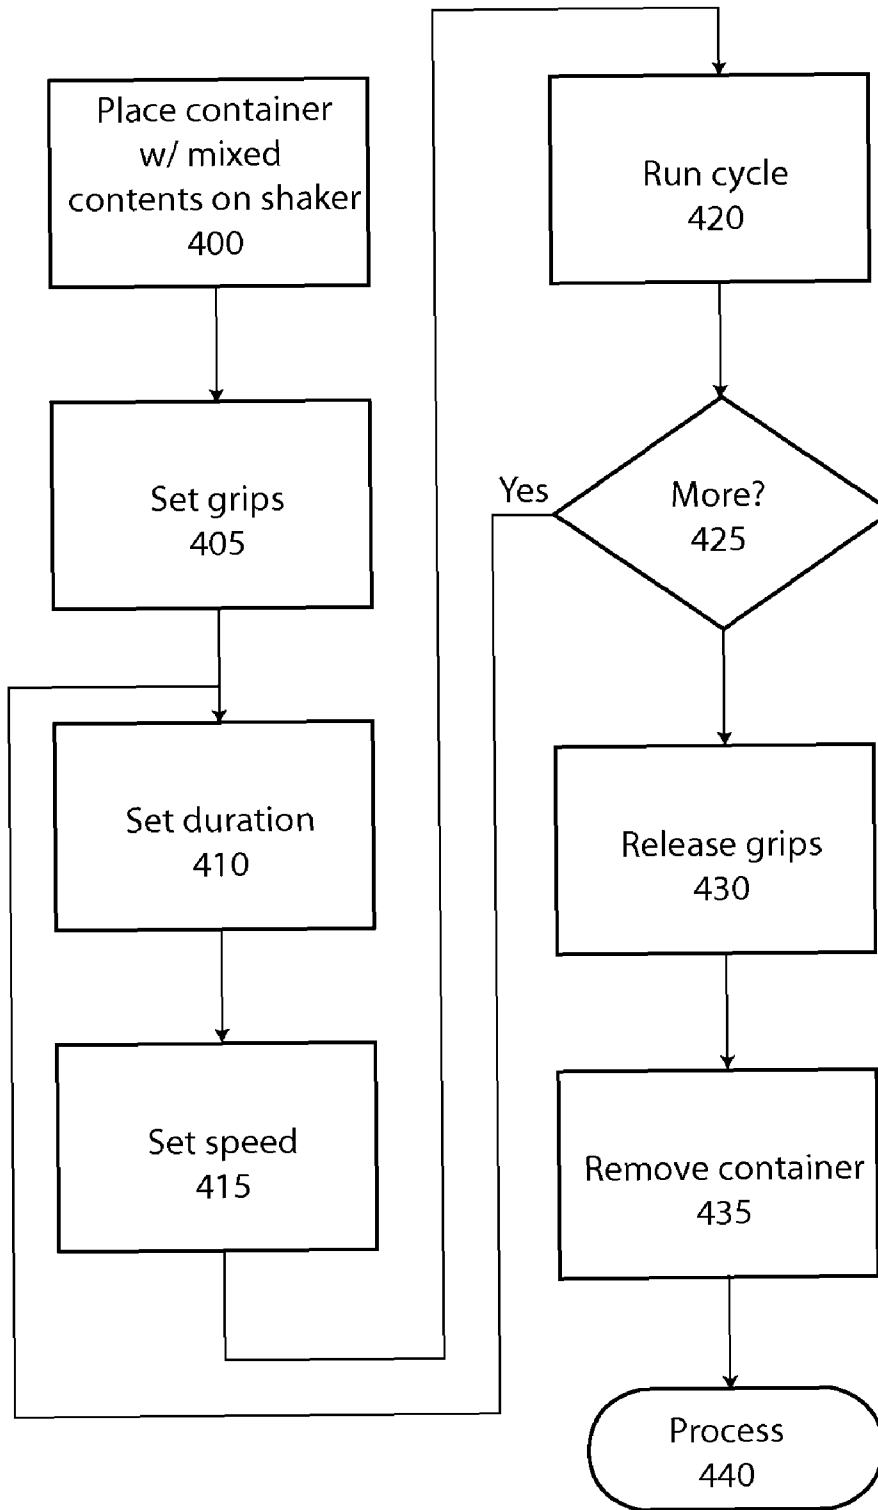 Place container
w/ mixed
contents on shaker
400
Set grips
405
Set duration
410
Set speed
415
Run cycle
420
Yes
More?
425
Release grips
430
Remove container
435
Process
440